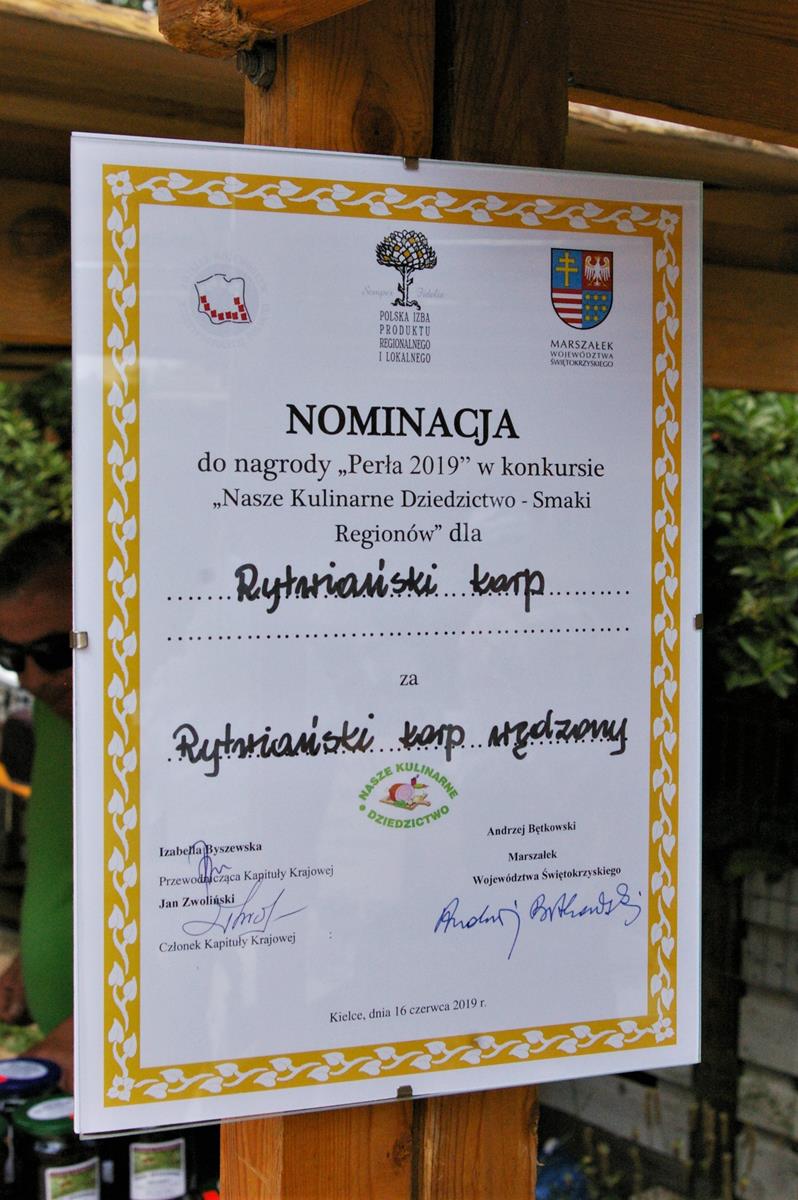 Semper Fidelis
POLSKA IZBA
PRODUKTU
REGIONALNEGO
I LOKALNEGO
MARSZAŁEK
WOJEWÓDZTWA
ŚWIĘTOKRZYSKIEGO
NOMINACJA
do nagrody „Perła 2019” w konkursie
„Nasze Kulinarne Dziedzictwo - Smaki
Regionów” dla
Rytwiański karp
za
Rytwiański karp wędzony
NASZE KULINARNE
DZIEDZICTWO
Izabella Byszewska
Przewodnicząca Kapituły Krajowej
Jan Zwoliński
Członek Kapituły Krajowej :
Andrzej Bętkowski
Marszałek
Województwa Świętokrzyskiego
Andrzej Bętkowski
Kielce, dnia 16 czerwca 2019 r.